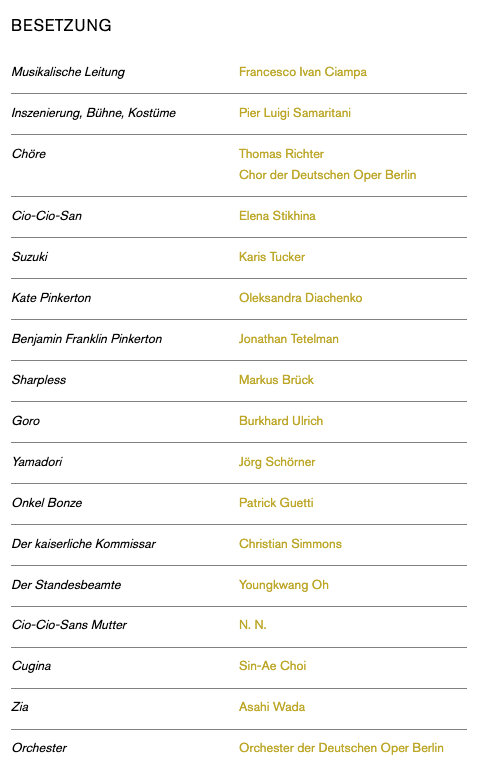 BESETZUNG
Musikalische Leitung Francesco Ivan Ciampa
Inszenierung, Bühne, Kostüme Pier Luigi Samaritani
Chöre Thomas Richter
Chor der Deutschen Oper Berlin
Cio-Cio-San Elena Stikhina
Suzuki Karis Tucker
Kate Pinkerton Oleksandra Diachenko
Benjamin Franklin Pinkerton Jonathan Tetelman
Sharpless Markus Brück
Goro Burkhard Ulrich
Yamadori Jörg Schörner
Onkel Bonze Patrick Guetti
Der kaiserliche Kommissar Christian Simmons
Der Standesbeamte Youngkwang Oh
Cio-Cio-Sans Mutter N. N.
Cugina Sin-Ae Choi
Zia Asahi Wada
Orchester Orchester der Deutschen Oper Berlin